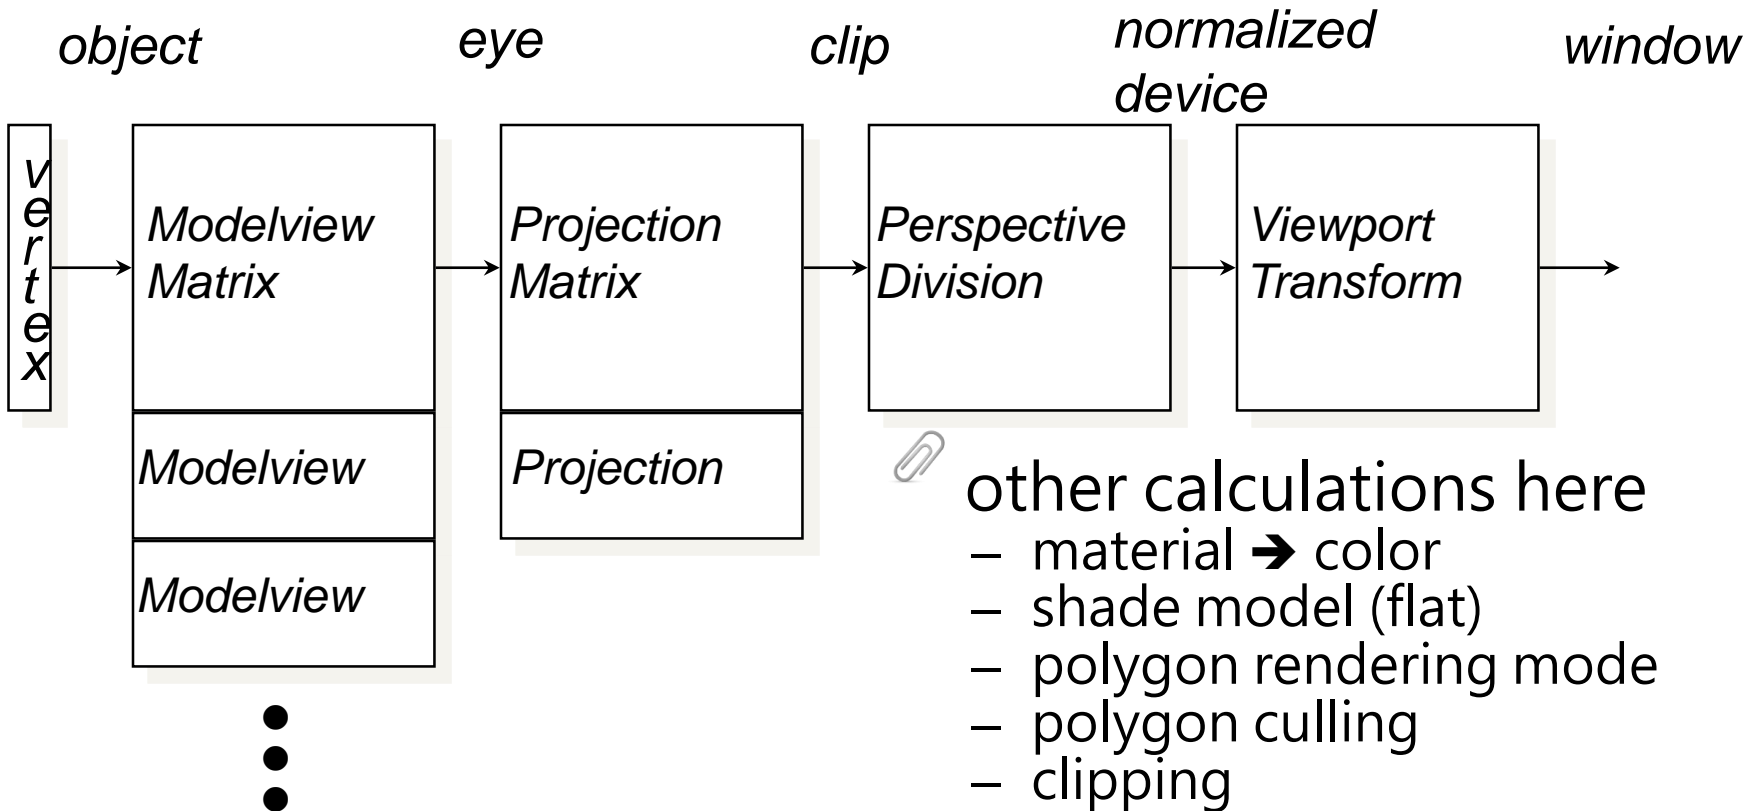 object
eye
clip
normalized
device
window
vertex
Modelview
Matrix
Projection
Matrix
Perspective
Division
Viewport
Transform
Modelview
Projection
Modelview
other calculations here
– material ➔ color
– shade model (flat)
– polygon rendering mode
– polygon culling
– clipping